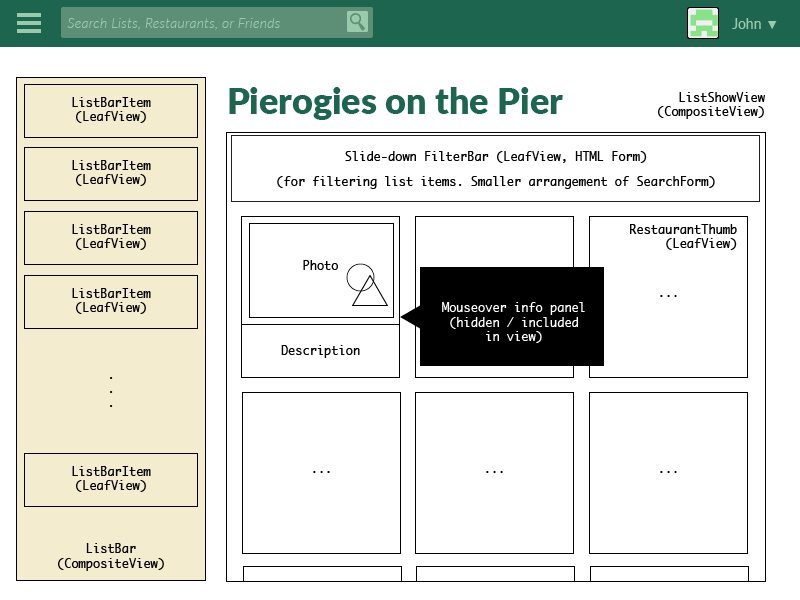 Search Lists, Restaurants, or Friends
John ▼
ListBarItem
(LeafView)
ListBarItem
(LeafView)
ListBarItem
(LeafView)
ListBarItem
(LeafView)
.
.
.
ListBarItem
(LeafView)
ListBar
(CompositeView)
Pierogies on the Pier
ListShowView
(CompositeView)
Slide-down FilterBar (LeafView, HTML Form)
(for filtering list items. Smaller arrangement of SearchForm)
Photo
Description
Mouseover info panel
(hidden / included
in view)
RestaurantThumb
(LeafView)
...
...
...
...